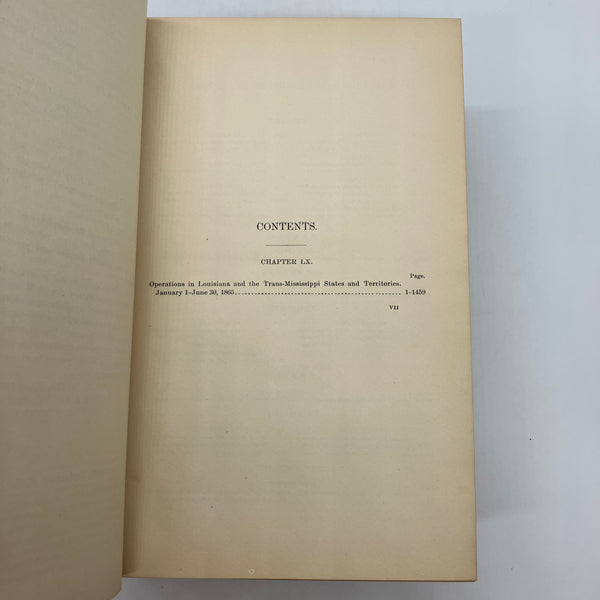 CONTENTS.
CHAPTER LX.
Page.
Operations in Louisiana and the Trans-Mississippi States and Territories.
January 1–June 30, 1865........................................ 1–1459
VII